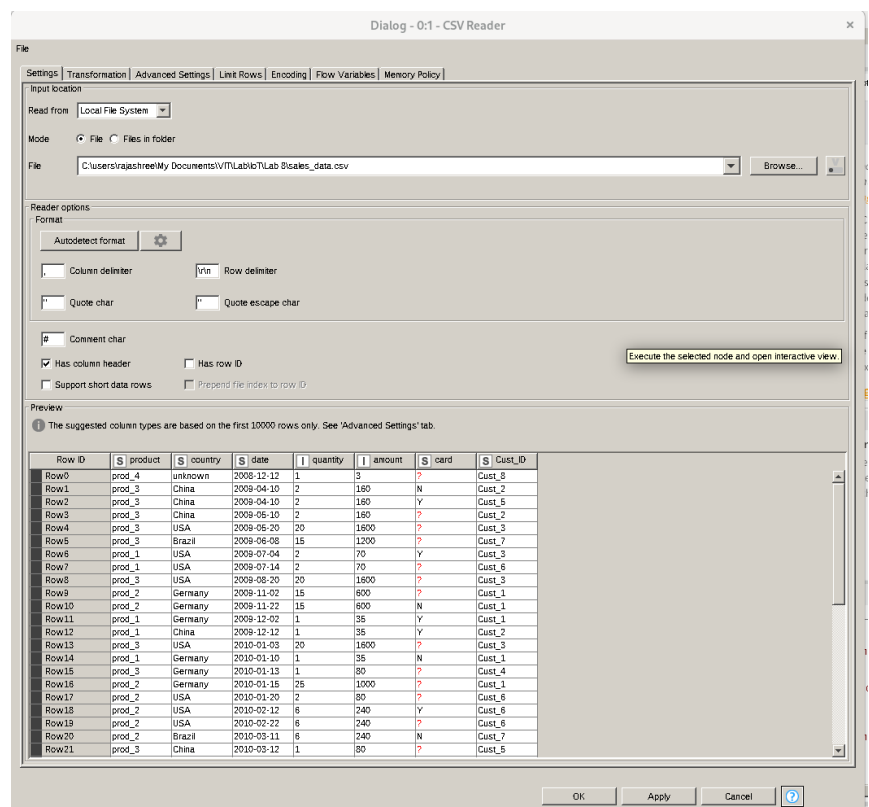 Dialog - 0:1 - CSV Reader ×
File
Settings Transformation Advanced Settings Limit Rows Encoding Flow Variables Memory Policy
Input location
Read from Local File System
Mode File Files in folder
File C:\users\rajashree\My Documents\VIT\Lab\IoT\Lab 8\sales_data.csv Browse...
Reader options
Format
Autodetect format
, Column delimiter \r\n Row delimiter
" Quote char " Quote escape char
# Comment char
Has column header Has row ID
Execute the selected node and open interactive view.
Support short data rows Prepend file index to row ID
Preview
The suggested column types are based on the first 10000 rows only. See 'Advanced Settings' tab.
Row ID S product S country S date I quantity I amount S card S Cust_ID
Row0 prod_4 unknown 2008-12-12 1 3 ? Cust_8
Row1 prod_3 China 2009-04-10 2 160 N Cust_2
Row2 prod_3 China 2009-04-10 2 160 Y Cust_5
Row3 prod_3 China 2009-05-10 2 160 ? Cust_2
Row4 prod_3 USA 2009-05-20 20 1600 ? Cust_3
Row5 prod_3 Brazil 2009-06-08 15 1200 ? Cust_7
Row6 prod_1 USA 2009-07-04 2 70 Y Cust_3
Row7 prod_1 USA 2009-07-14 2 70 ? Cust_6
Row8 prod_3 USA 2009-08-20 20 1600 ? Cust_3
Row9 prod_2 Germany 2009-11-02 15 600 ? Cust_1
Row10 prod_2 Germany 2009-11-22 15 600 N Cust_1
Row11 prod_1 Germany 2009-12-02 1 35 Y Cust_1
Row12 prod_1 China 2009-12-12 1 35 Y Cust_2
Row13 prod_3 USA 2010-01-03 20 1600 ? Cust_3
Row14 prod_1 Germany 2010-01-10 1 35 N Cust_1
Row15 prod_3 Germany 2010-01-13 1 80 ? Cust_4
Row16 prod_2 Germany 2010-01-15 25 1000 ? Cust_1
Row17 prod_2 USA 2010-01-20 2 80 ? Cust_6
Row18 prod_2 USA 2010-02-12 6 240 Y Cust_6
Row19 prod_2 USA 2010-02-22 6 240 ? Cust_6
Row20 prod_2 Brazil 2010-03-11 6 240 N Cust_7
Row21 prod_3 China 2010-03-12 1 80 ? Cust_5
OK Apply Cancel ?